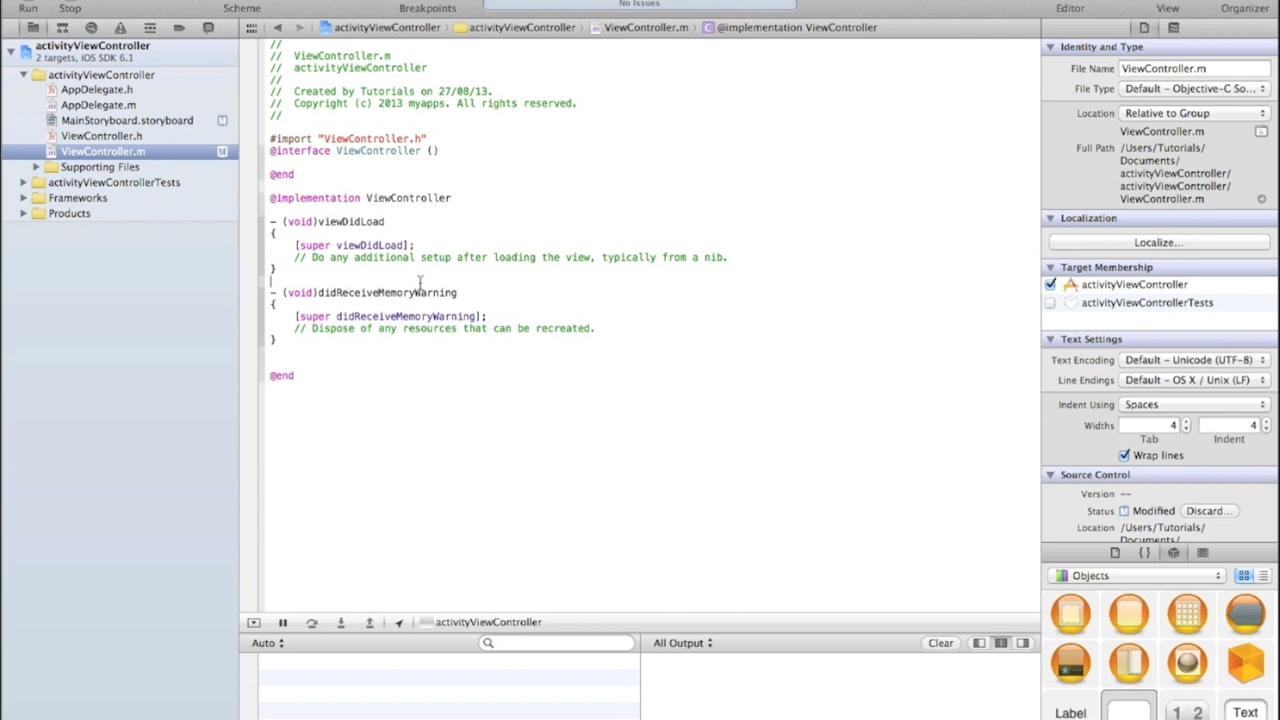 Run Stop Scheme Breakpoints No Issues Editor View Organizer
activityViewController activityViewController ViewController.m @implementation ViewController
activityViewController
2 targets, iOS SDK 6.1
activityViewController
AppDelegate.h
AppDelegate.m
MainStoryboard.storyboard M
ViewController.h
ViewController.m M
Supporting Files
activityViewControllerTests
Frameworks
Products
//
//  ViewController.m
//  activityViewController
//
//  Created by Tutorials on 27/08/13.
//  Copyright (c) 2013 myapps. All rights reserved.
//
#import "ViewController.h"
@interface ViewController ()
@end
@implementation ViewController
- (void)viewDidLoad
{
[super viewDidLoad];
// Do any additional setup after loading the view, typically from a nib.
}
- (void)didReceiveMemoryWarning
{
[super didReceiveMemoryWarning];
// Dispose of any resources that can be recreated.
}
@end
activityViewController
Auto
All Output
Clear
Identity and Type
File Name ViewController.m
File Type Default - Objective-C So...
Location Relative to Group
ViewController.m
Full Path /Users/Tutorials/
Documents/
activityViewController/
activityViewController/
ViewController.m
Localization
Localize...
Target Membership
activityViewController
activityViewControllerTests
Text Settings
Text Encoding Default - Unicode (UTF-8)
Line Endings Default - OS X / Unix (LF)
Indent Using Spaces
Widths 4 4
Tab Indent
Wrap lines
Source Control
Version --
Status M Modified Discard...
Location /Users/Tutorials/
Documents/
{ }
Objects
Label 1 2 Text